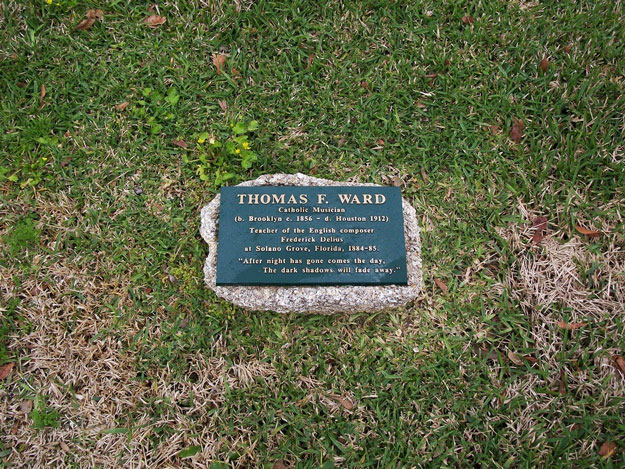 THOMAS F. WARD
Catholic Musician
(b. Brooklyn c. 1856 - d. Houston 1912)
Teacher of the English composer
Frederick Delius
at Solano Grove, Florida, 1884-85.
"After night has gone comes the day,
The dark shadows will fade away."